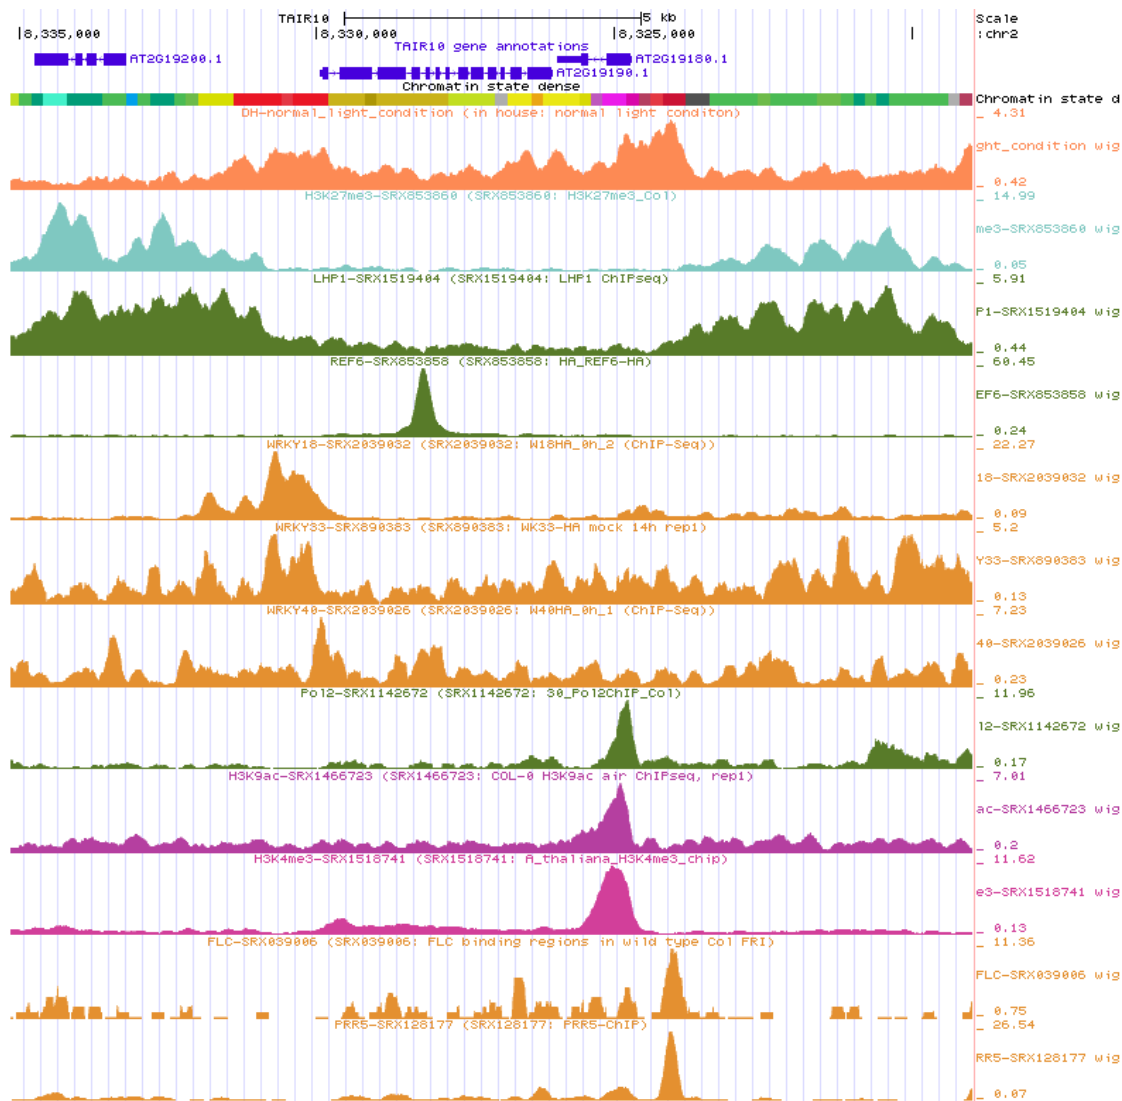 TAIR10 5 kb Scale
|8,335,000 |8,330,000 |8,325,000 | :chr2
TAIR10 gene annotations
AT2G19200.1 AT2G19180.1
AT2G19190.1
Chromatin state dense
Chromatin state d
DH-normal_light_condition (in house: normal light conditon) _ 4.31
ght_condition wig
_ 0.42
H3K27me3-SRX853860 (SRX853860: H3K27me3_Col) _ 14.99
me3-SRX853860 wig
_ 0.05
LHP1-SRX1519404 (SRX1519404: LHP1 ChIPseq) _ 5.91
P1-SRX1519404 wig
_ 0.44
REF6-SRX853858 (SRX853858: HA_REF6-HA) _ 60.45
EF6-SRX853858 wig
_ 0.24
WRKY18-SRX2039032 (SRX2039032: W18HA_0h_2 (ChIP-Seq)) _ 22.27
18-SRX2039032 wig
_ 0.09
WRKY33-SRX890383 (SRX890383: WK33-HA mock 14h rep1) _ 5.2
Y33-SRX890383 wig
_ 0.13
WRKY40-SRX2039026 (SRX2039026: W40HA_0h_1 (ChIP-Seq)) _ 7.23
40-SRX2039026 wig
_ 0.23
Pol2-SRX1142672 (SRX1142672: 30_Pol2ChIP_Col) _ 11.96
l2-SRX1142672 wig
_ 0.17
H3K9ac-SRX1466723 (SRX1466723: COL-0 H3K9ac air ChIPseq, rep1) _ 7.01
ac-SRX1466723 wig
_ 0.2
H3K4me3-SRX1518741 (SRX1518741: A_thaliana_H3K4me3_chip) _ 11.62
e3-SRX1518741 wig
_ 0.13
FLC-SRX039006 (SRX039006: FLC binding regions in wild type Col FRI) _ 11.36
FLC-SRX039006 wig
_ 0.75
PRR5-SRX128177 (SRX128177: PRR5-ChIP) _ 26.54
RR5-SRX128177 wig
_ 0.07